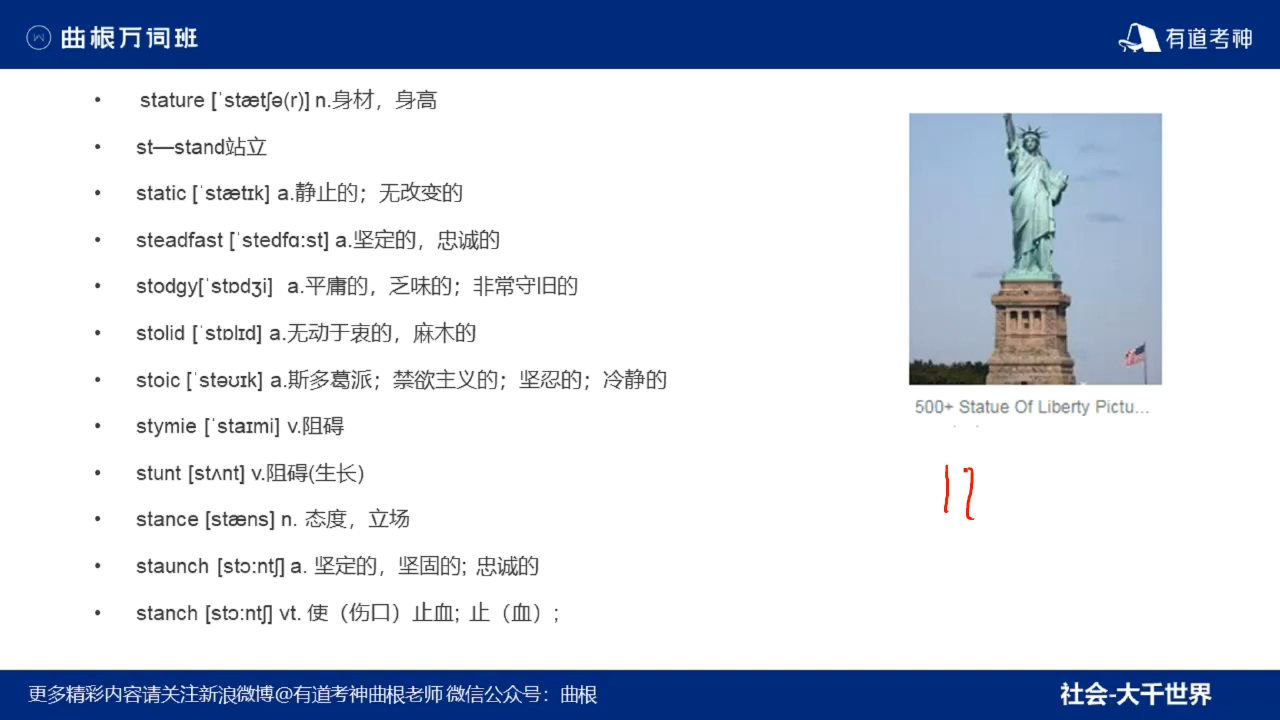 曲根万词班
有道考神
stature [ˈstætʃə(r)] n.身材，身高
st—stand站立
static [ˈstætɪk] a.静止的；无改变的
steadfast [ˈstedfɑ:st] a.坚定的，忠诚的
stodgy[ˈstɒdʒi] a.平庸的，乏味的；非常守旧的
stolid [ˈstɒlɪd] a.无动于衷的，麻木的
stoic [ˈstəʊɪk] a.斯多葛派；禁欲主义的；坚忍的；冷静的
stymie [ˈstaɪmi] v.阻碍
stunt [stʌnt] v.阻碍(生长)
stance [stæns] n. 态度，立场
staunch [stɔ:ntʃ] a. 坚定的，坚固的; 忠诚的
stanch [stɔ:ntʃ] vt. 使（伤口）止血; 止（血）;
500+ Statue Of Liberty Pictu...
更多精彩内容请关注新浪微博@有道考神曲根老师 微信公众号：曲根
社会-大千世界